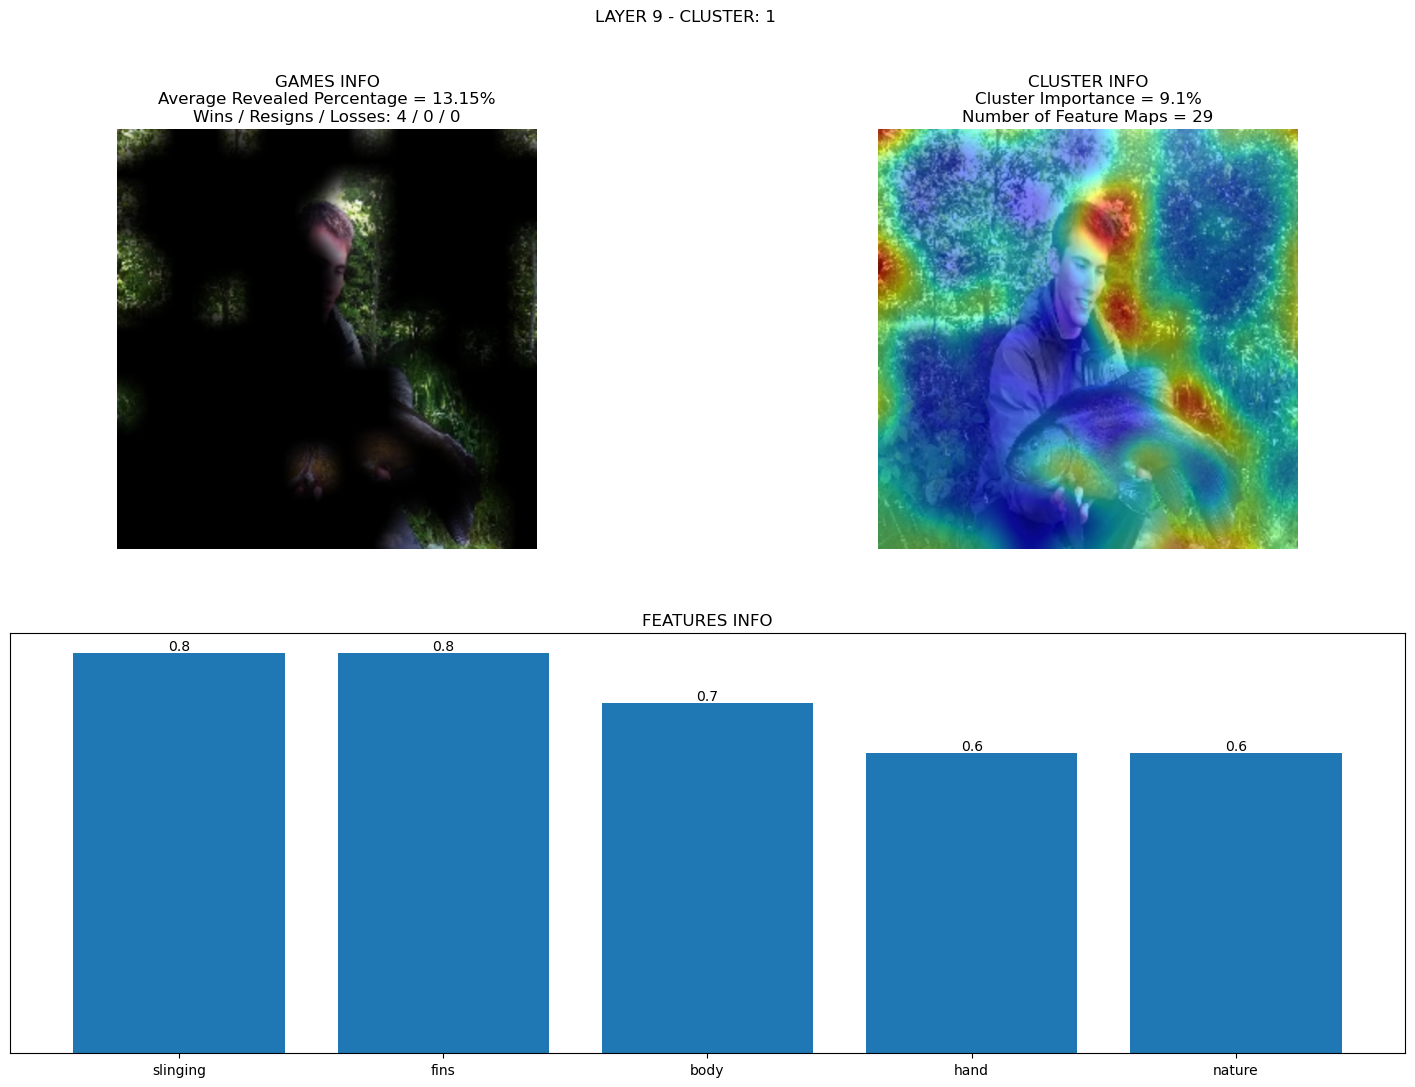 LAYER 9 - CLUSTER: 1
GAMES INFO
Average Revealed Percentage = 13.15%
Wins / Resigns / Losses: 4 / 0 / 0
CLUSTER INFO
Cluster Importance = 9.1%
Number of Feature Maps = 29
FEATURES INFO
0.8
0.8
0.7
0.6
0.6
slinging
fins
body
hand
nature